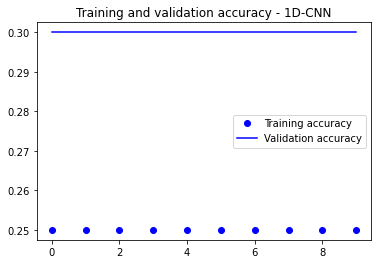 Training and validation accuracy - 1D-CNN
0.30
0.29
0.28
0.27
0.26
0.25
Training accuracy
Validation accuracy
0 2 4 6 8